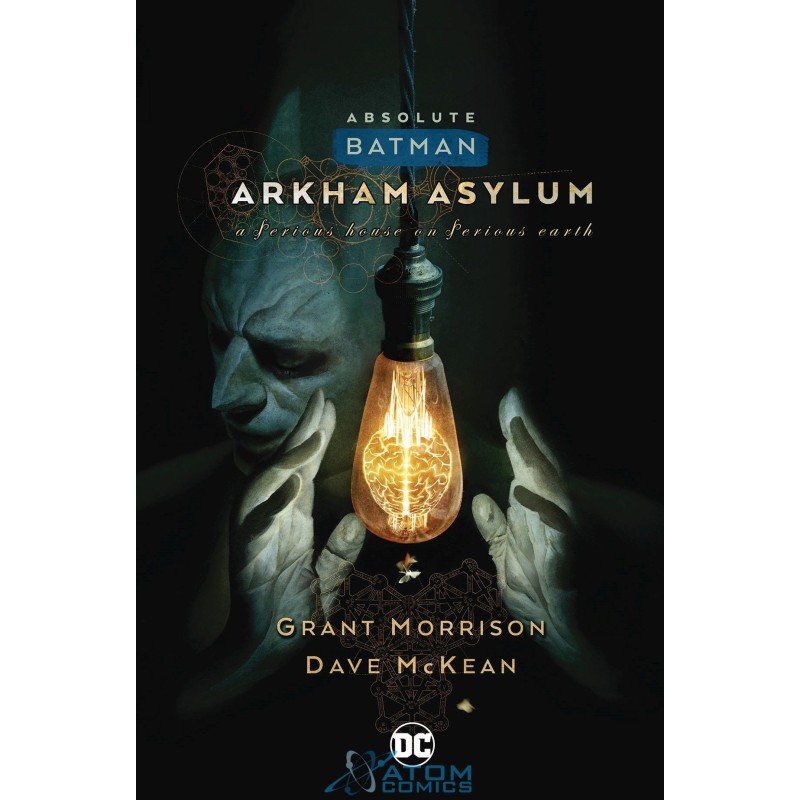 ABSOLUTE
BATMAN
ARKHAM ASYLUM
a serious house on serious earth
GRANT MORRISON
DAVE McKEAN
DC
ATOM
COMICS